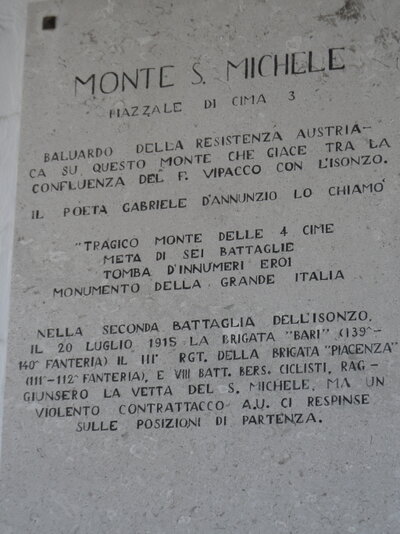 MONTE S. MICHELE
PIAZZALE DI CIMA 3
BALUARDO DELLA RESISTENZA AUSTRIA-
CA SU QUESTO MONTE CHE GIACE TRA LA
CONFLUENZA DEL F. VIPACCO CON L'ISONZO.
IL POETA GABRIELE D'ANNUNZIO LO CHIAMO'
"TRAGICO MONTE DELLE 4 CIME
META DI SEI BATTAGLIE
TOMBA D'INNUMERI EROI
MONUMENTO DELLA GRANDE ITALIA
NELLA SECONDA BATTAGLIA DELL'ISONZO,
IL 20 LUGLIO 1915 LA BRIGATA "BARI" (139^-
140^ FANTERIA) IL III° RGT. DELLA BRIGATA "PIACENZA"
(111^-112^ FANTERIA), E VIII BATT. BERS. CICLISTI, RAG-
GIUNSERO LA VETTA DEL S. MICHELE, MA UN
VIOLENTO CONTRATTACCO A.U. CI RESPINSE
SULLE POSIZIONI DI PARTENZA.